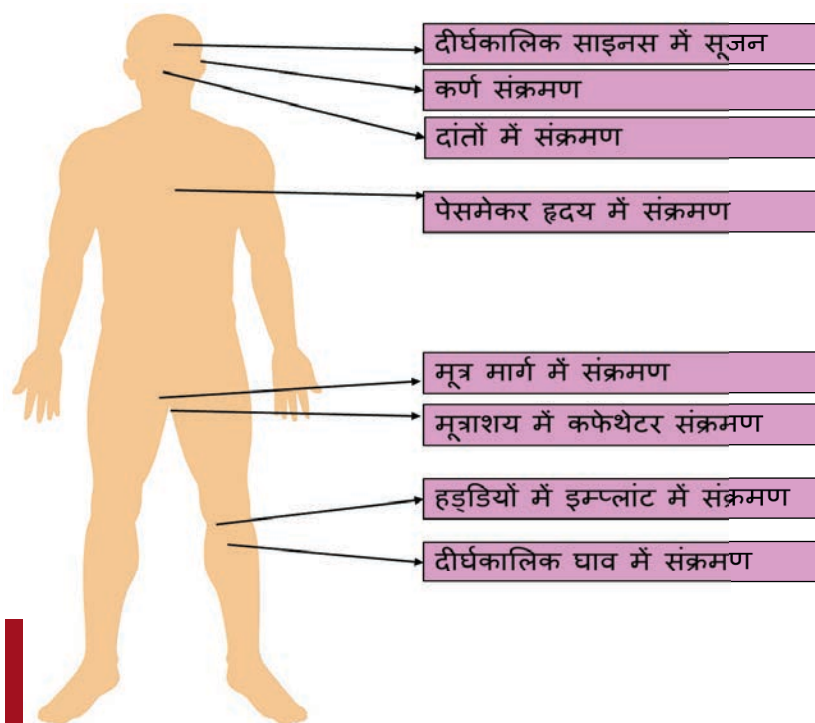 दीर्घकालिक साइनस में सूजन
कर्ण संक्रमण
दांतों में संक्रमण
पेसमेकर हृदय में संक्रमण
मूत्र मार्ग में संक्रमण
मूत्राशय में कफेथेटर संक्रमण
हड्डियों में इम्प्लांट में संक्रमण
दीर्घकालिक घाव में संक्रमण